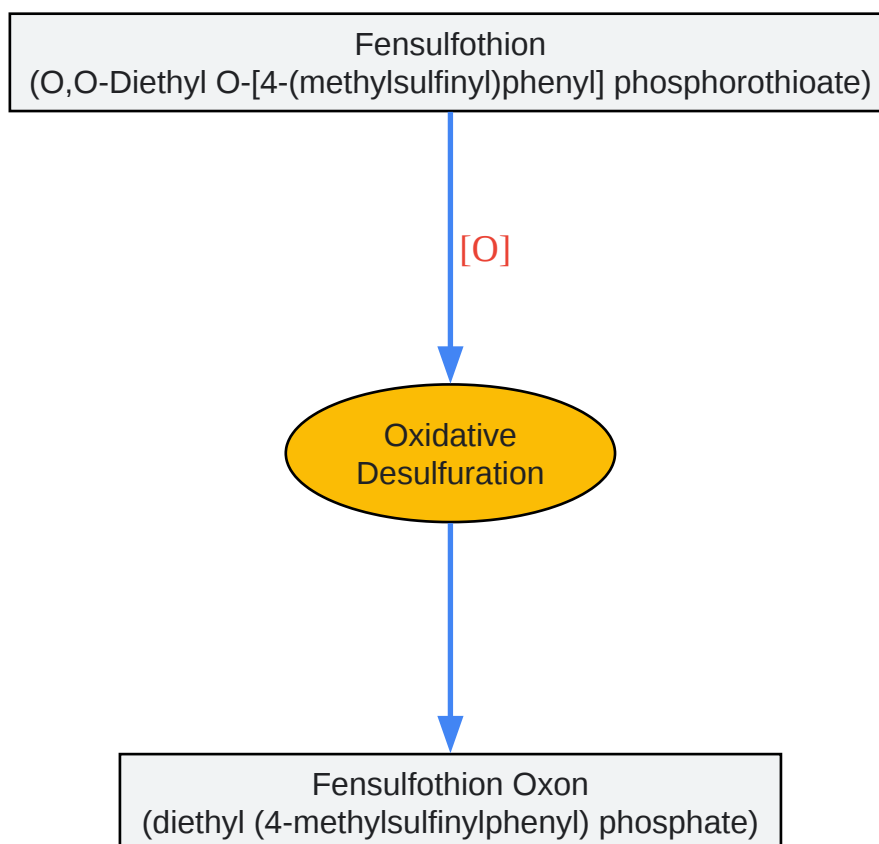 Fensulfothion
(O,O-Diethyl O-[4-(methylsulfinyl)phenyl] phosphorothioate)
[O]
Oxidative
Desulfuration
Fensulfothion Oxon
(diethyl (4-methylsulfinylphenyl) phosphate)